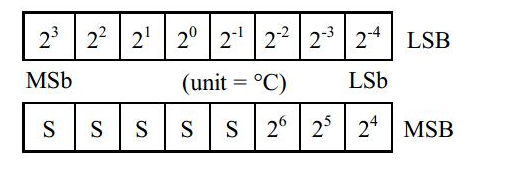 2³ 2² 2¹ 2⁰ 2⁻¹ 2⁻² 2⁻³ 2⁻⁴ LSB
MSb (unit = °C) LSb
S S S S S 2⁶ 2⁵ 2⁴ MSB